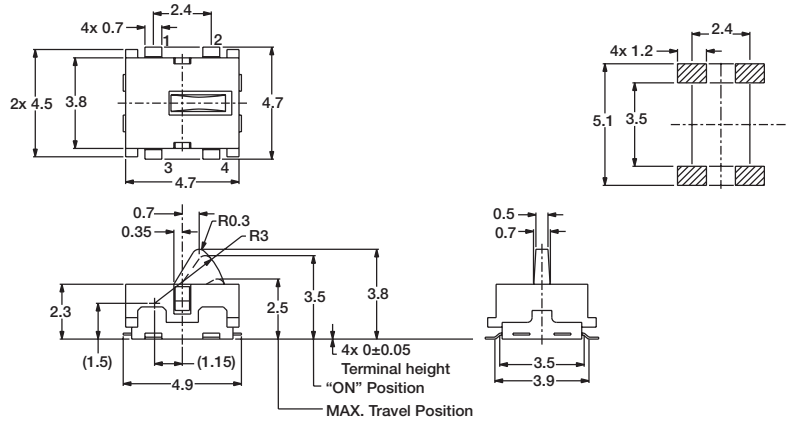 2.4
4x 0.7
1
2
2x 4.5
3.8
4.7
3
4
4.7
2.4
4x 1.2
5.1
3.5
0.7
0.35
R0.3
R3
2.3
2.5
3.5
3.8
(1.5)
(1.15)
4.9
4x 0±0.05
Terminal height
“ON” Position
MAX. Travel Position
0.5
0.7
3.5
3.9